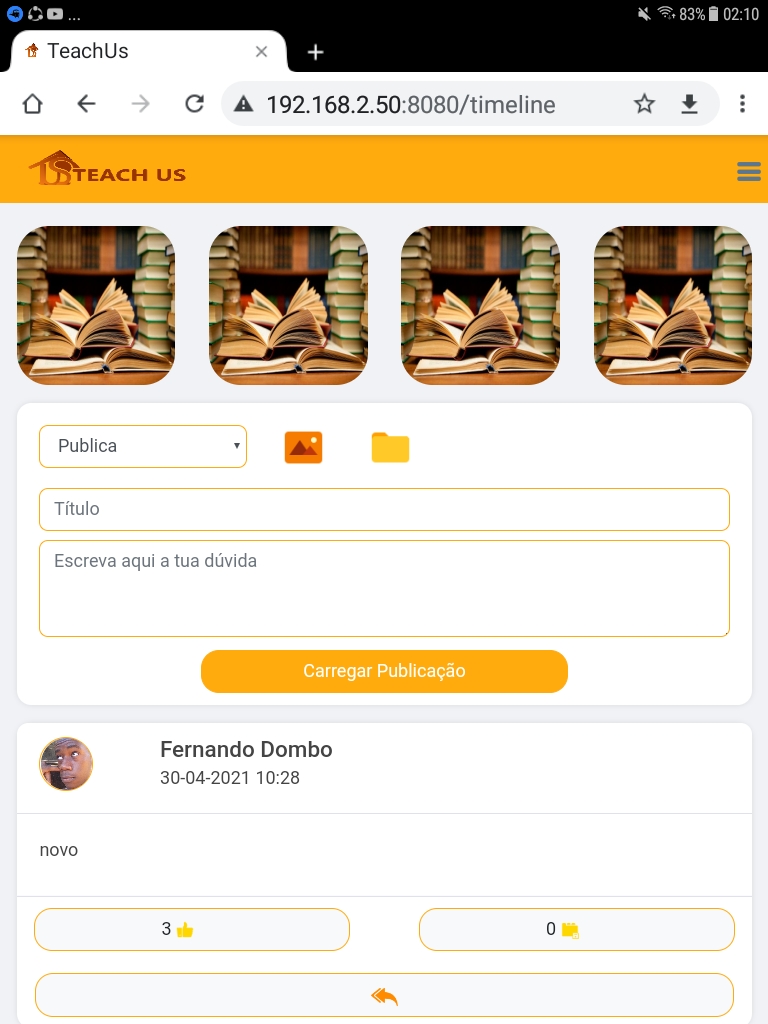 ... 83% 02:10
TeachUs
192.168.2.50:8080/timeline
TEACH US
Publica
Título
Escreva aqui a tua dúvida
Carregar Publicação
Fernando Dombo
30-04-2021 10:28
novo
3
0